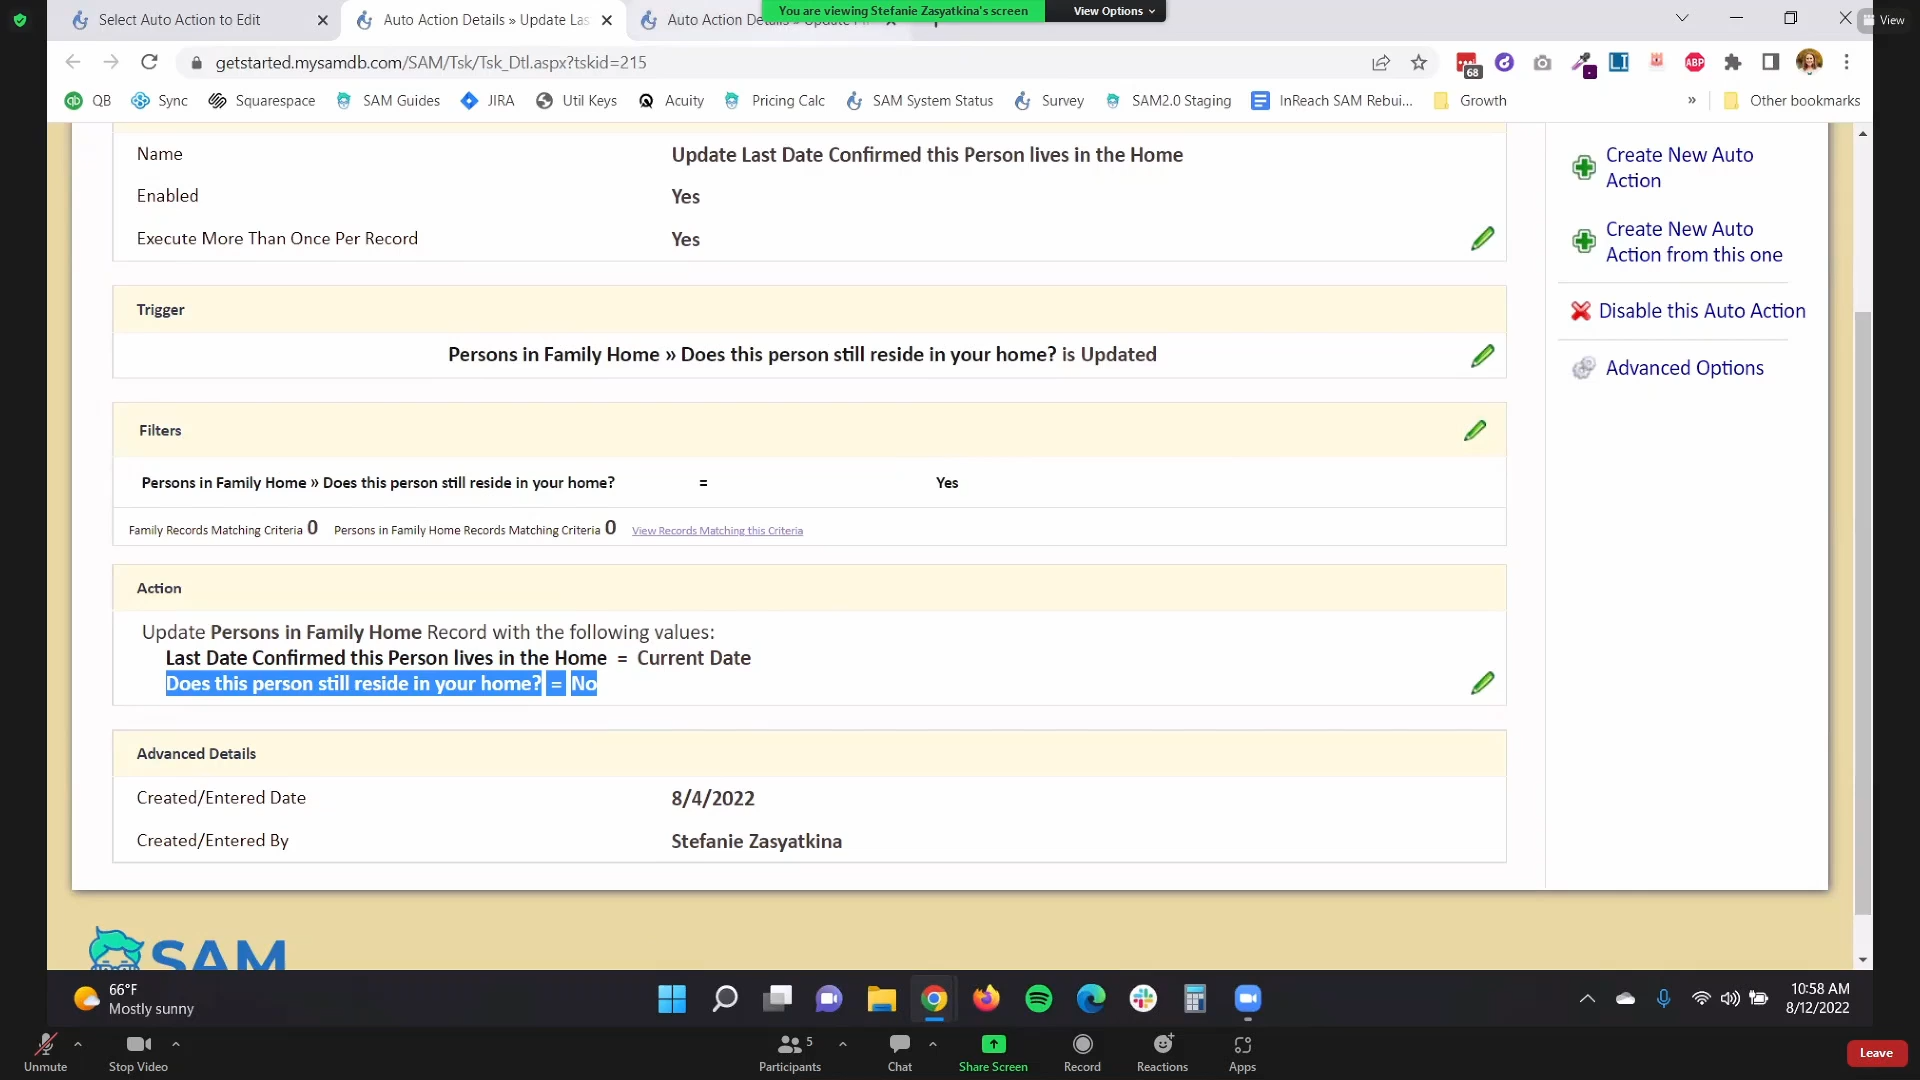 Select Auto Action to Edit
Auto Action Details » Update Las
Auto Action De
You are viewing Stefanie Zasyatkina's screen
View Options
View
getstarted.mysamdb.com/SAM/Tsk/Tsk_Dtl.aspx?tskid=215
68
LI
ABP
QB
Sync
Squarespace
SAM Guides
JIRA
Util Keys
Acuity
Pricing Calc
SAM System Status
Survey
SAM2.0 Staging
InReach SAM Rebui...
Growth
»
Other bookmarks
Name
Update Last Date Confirmed this Person lives in the Home
Enabled
Yes
Execute More Than Once Per Record
Yes
Create New Auto
Action
Create New Auto
Action from this one
Disable this Auto Action
Advanced Options
Trigger
Persons in Family Home » Does this person still reside in your home? is Updated
Filters
Persons in Family Home » Does this person still reside in your home? = Yes
Family Records Matching Criteria 0 Persons in Family Home Records Matching Criteria 0 View Records Matching this Criteria
Action
Update Persons in Family Home Record with the following values:
Last Date Confirmed this Person lives in the Home = Current Date
Does this person still reside in your home? = No
Advanced Details
Created/Entered Date
8/4/2022
Created/Entered By
Stefanie Zasyatkina
SAM
66°F
Mostly sunny
10:58 AM
8/12/2022
Unmute
Stop Video
5
Participants
Chat
Share Screen
Record
Reactions
Apps
Leave